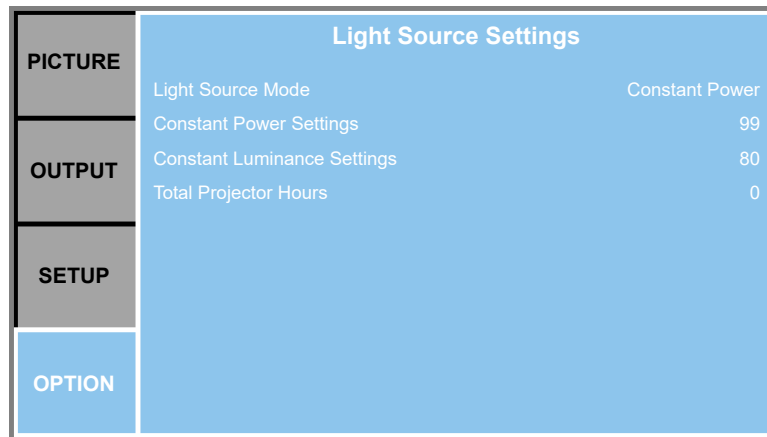 PICTURE
OUTPUT
SETUP
OPTION
Light Source Settings
Light Source Mode Constant Power
Constant Power Settings 99
Constant Luminance Settings 80
Total Projector Hours 0